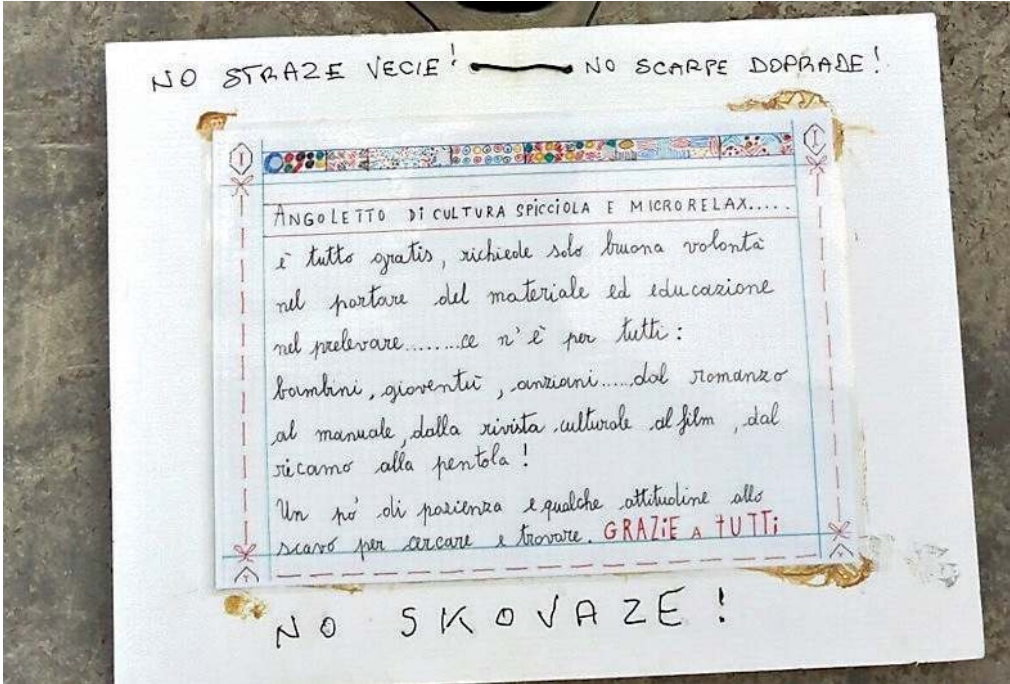 NO STRAZE VECIE! NO SCARPE DOPRADE!
ANGOLETTO DI CULTURA SPICCIOLA E MICRORELAX.....
è tutto gratis, richiede solo buona volontà
nel portare del materiale ed educazione
nel prelevare........ce n'è per tutti:
bambini, gioventù, anziani.....dal romanzo
al manuale, dalla rivista culturale al film, dal
ricamo alla pentola!
Un pò di pazienza e qualche attitudine allo
scavo per cercare e trovare. GRAZiE A TUTTi
NO SKOVAZE!